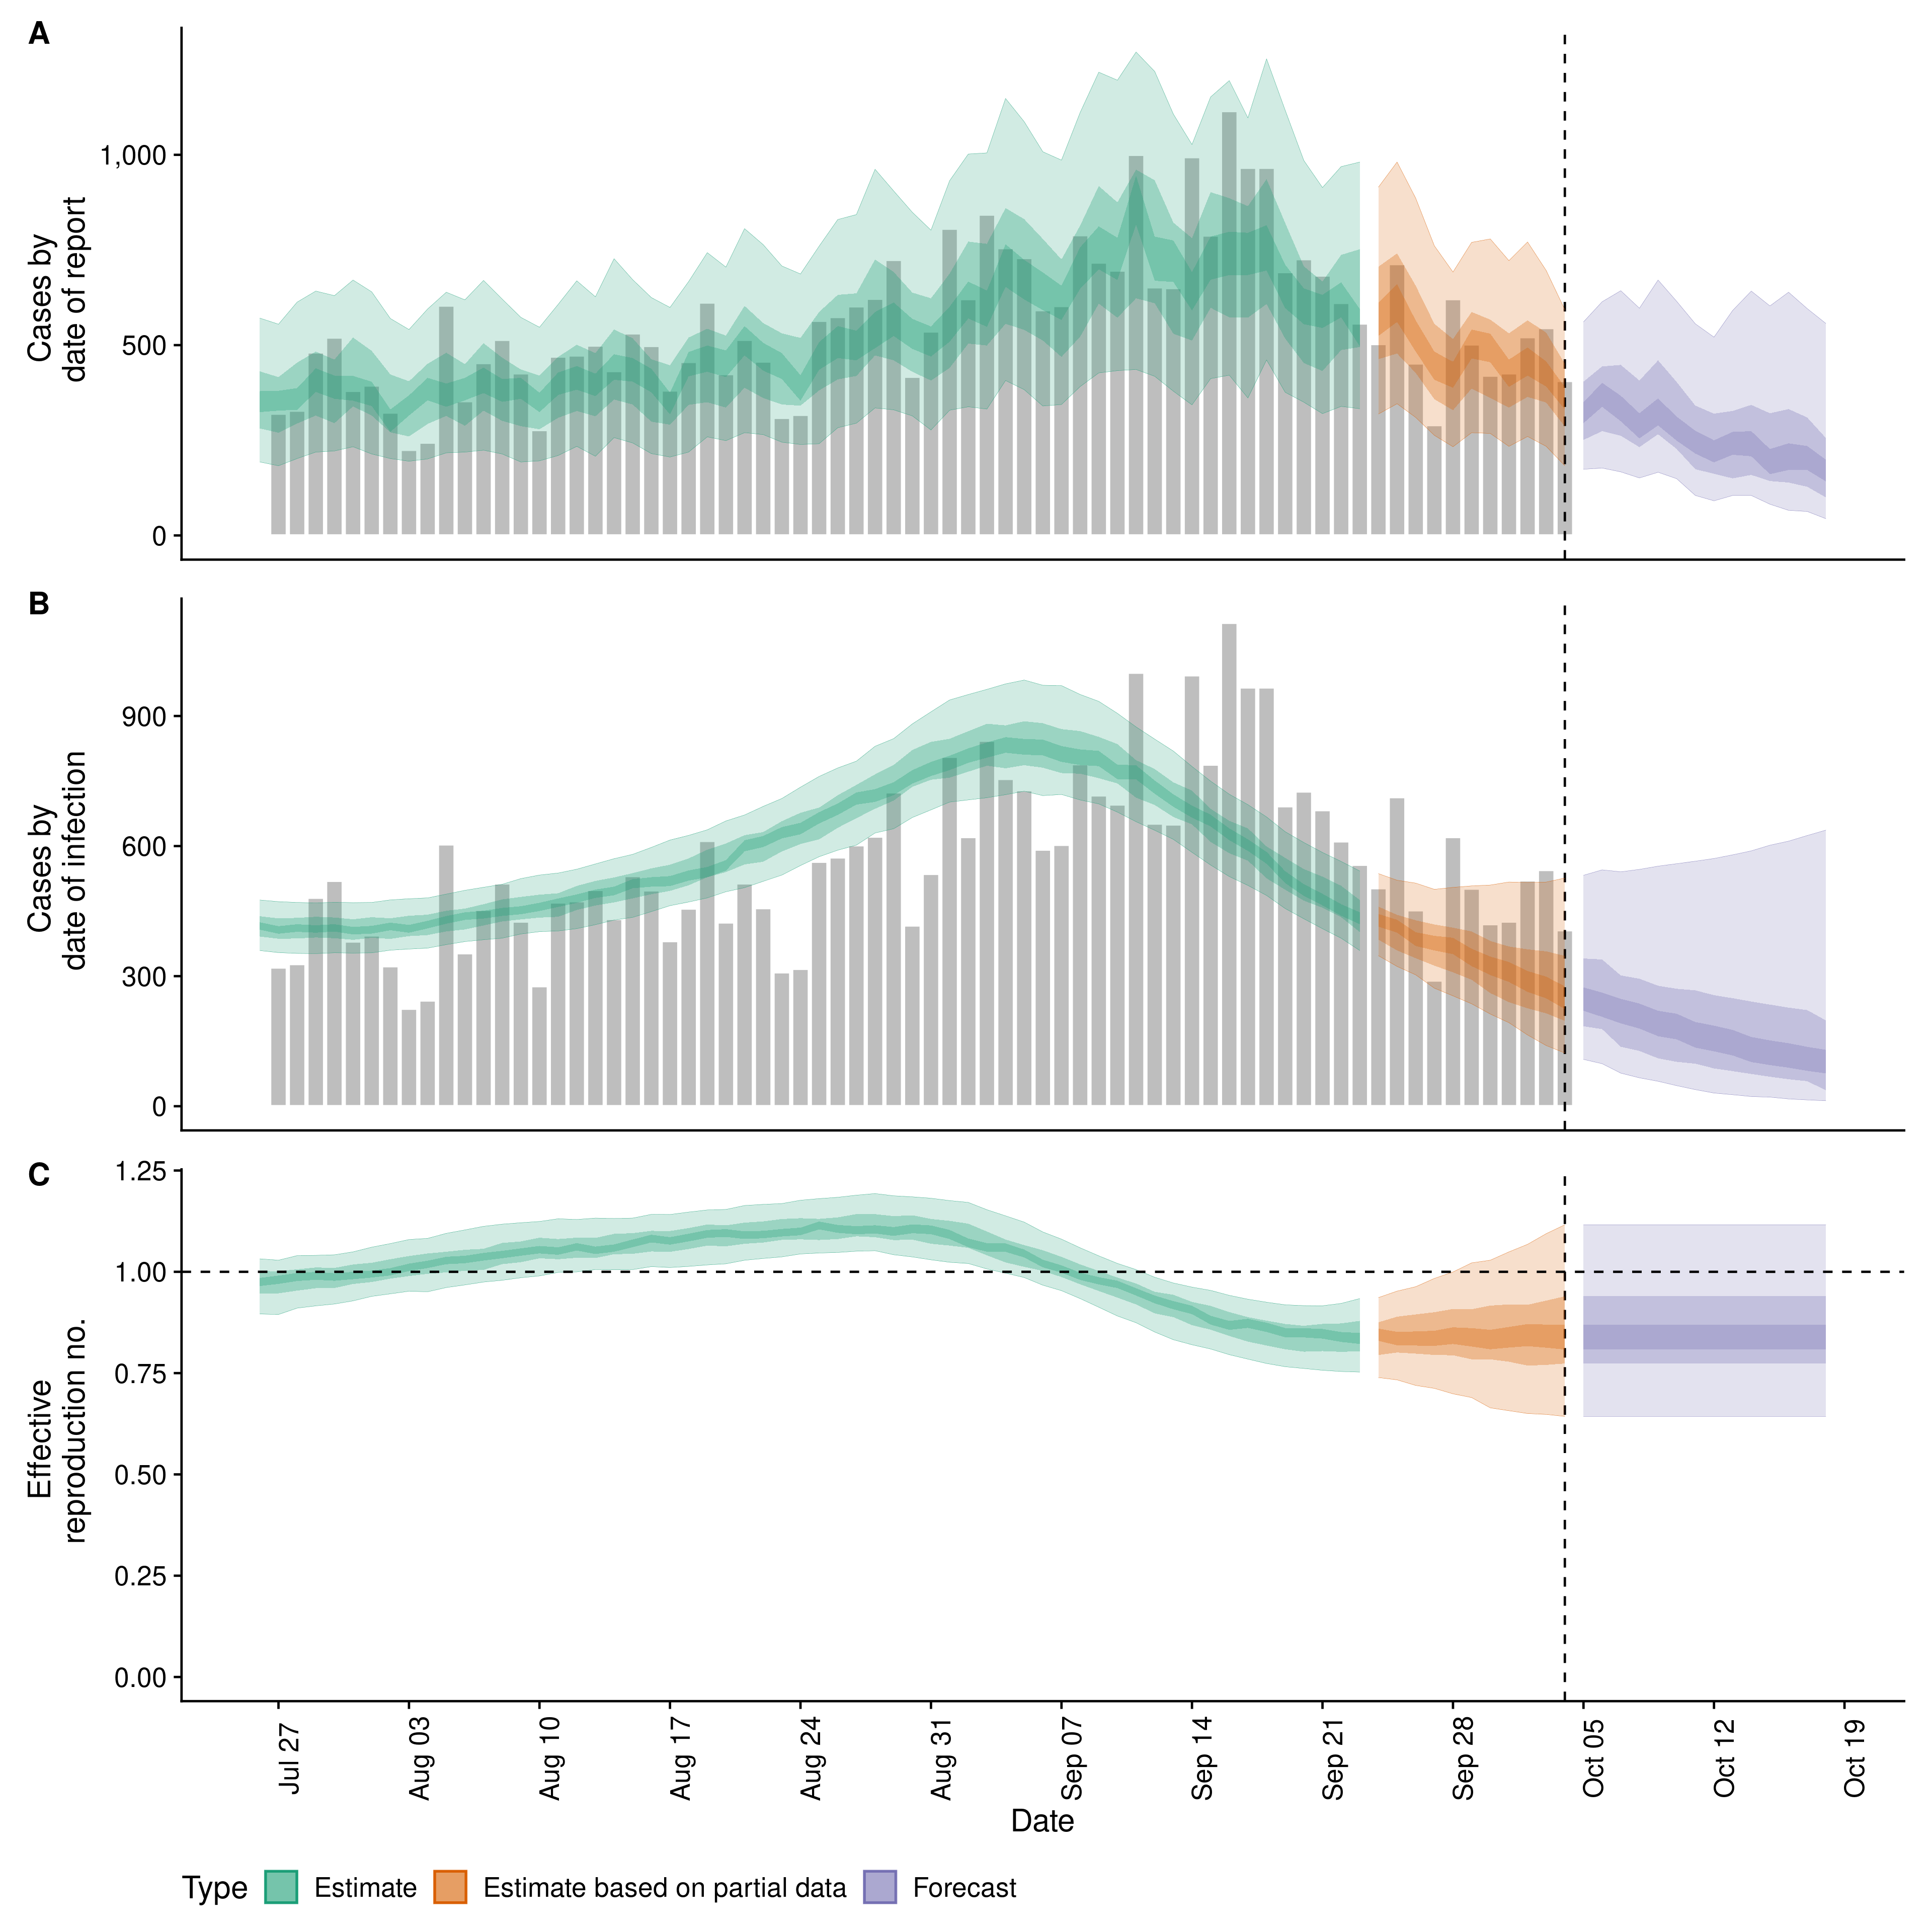 A
Cases by
date of report
1,000
500
0
B
Cases by
date of infection
900
600
300
0
C
Effective
reproduction no.
1.25
1.00
0.75
0.50
0.25
0.00
Jul 27
Aug 03
Aug 10
Aug 17
Aug 24
Aug 31
Sep 07
Sep 14
Sep 21
Sep 28
Oct 05
Oct 12
Oct 19
Date
Type Estimate Estimate based on partial data Forecast